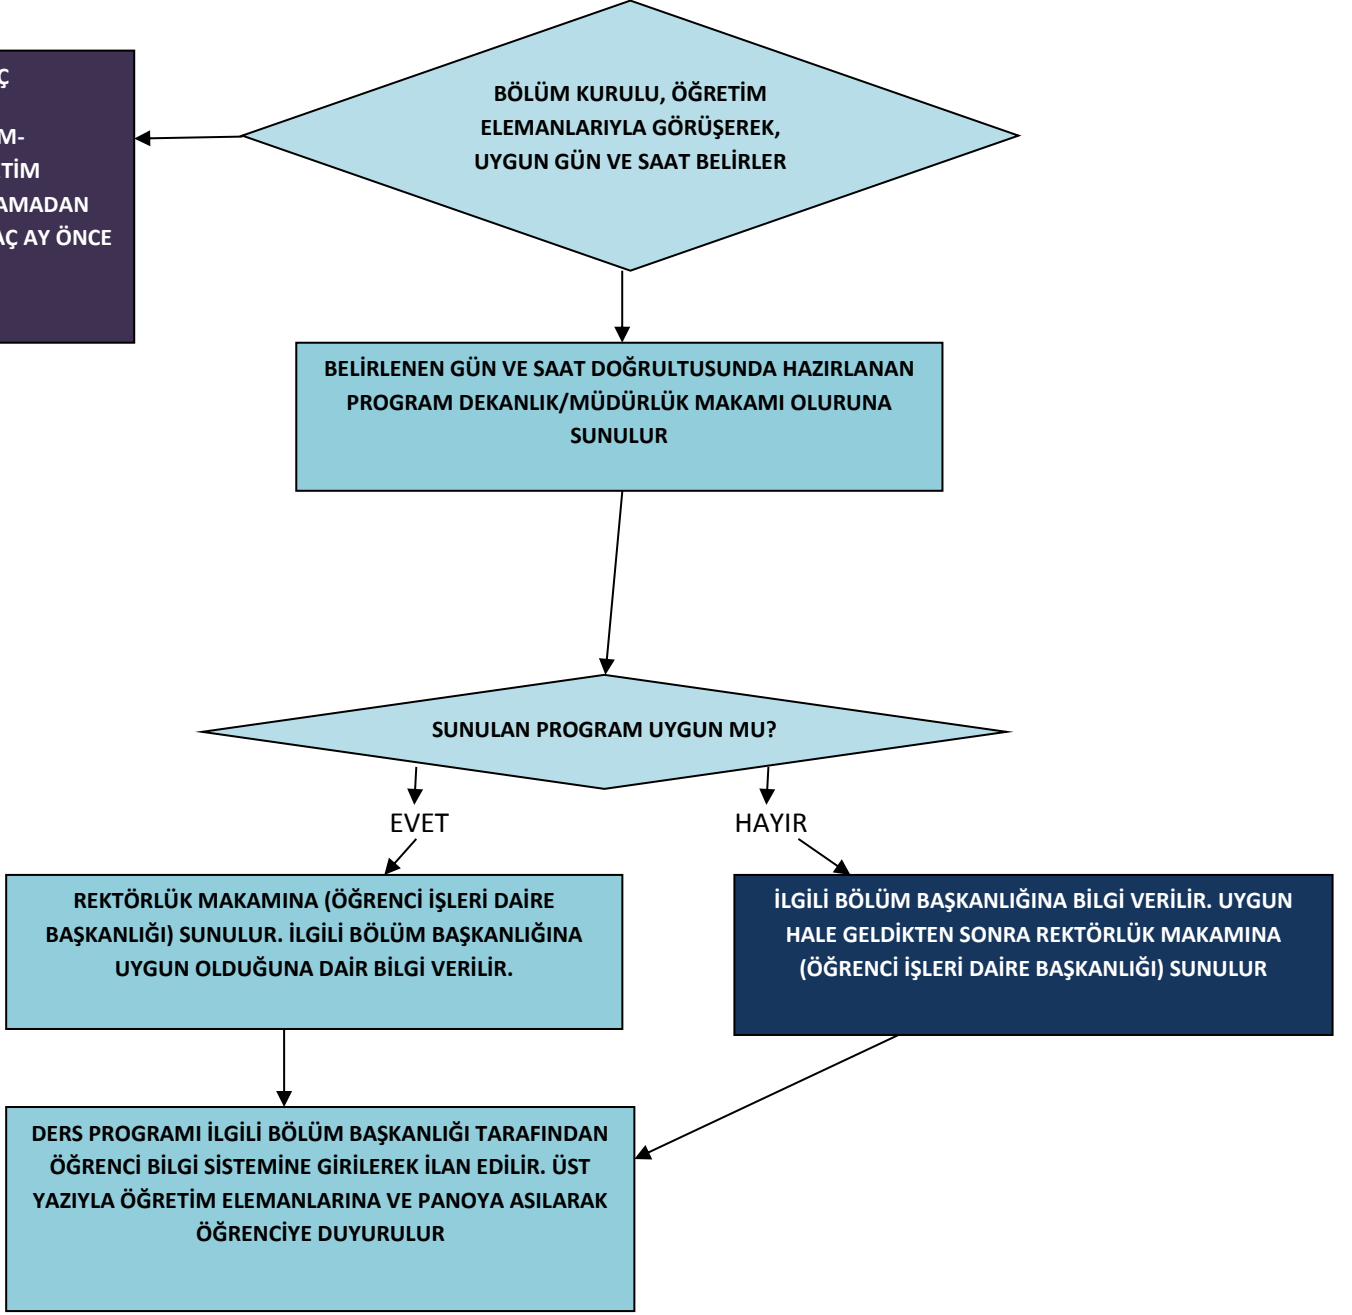 BÖLÜM KURULU, ÖĞRETİM
ELEMANLARIYLA GÖRÜŞEREK,
UYGUN GÜN VE SAAT BELİRLER
Ç
M-
ETİM
AMADAN
AÇ AY ÖNCE
BELİRLENEN GÜN VE SAAT DOĞRULTUSUNDA HAZIRLANAN
PROGRAM DEKANLIK/MÜDÜRLÜK MAKAMI OLURUNA
SUNULUR
SUNULAN PROGRAM UYGUN MU?
EVET
HAYIR
REKTÖRLÜK MAKAMINA (ÖĞRENCİ İŞLERİ DAİRE
BAŞKANLIĞI) SUNULUR. İLGİLİ BÖLÜM BAŞKANLIĞINA
UYGUN OLDUĞUNA DAİR BİLGİ VERİLİR.
İLGİLİ BÖLÜM BAŞKANLIĞINA BİLGİ VERİLİR. UYGUN
HALE GELDİKTEN SONRA REKTÖRLÜK MAKAMINA
(ÖĞRENCİ İŞLERİ DAİRE BAŞKANLIĞI) SUNULUR
DERS PROGRAMI İLGİLİ BÖLÜM BAŞKANLIĞI TARAFINDAN
ÖĞRENCİ BİLGİ SİSTEMİNE GİRİLEREK İLAN EDİLİR. ÜST
YAZIYLA ÖĞRETİM ELEMANLARINA VE PANOYA ASILARAK
ÖĞRENCİYE DUYURULUR